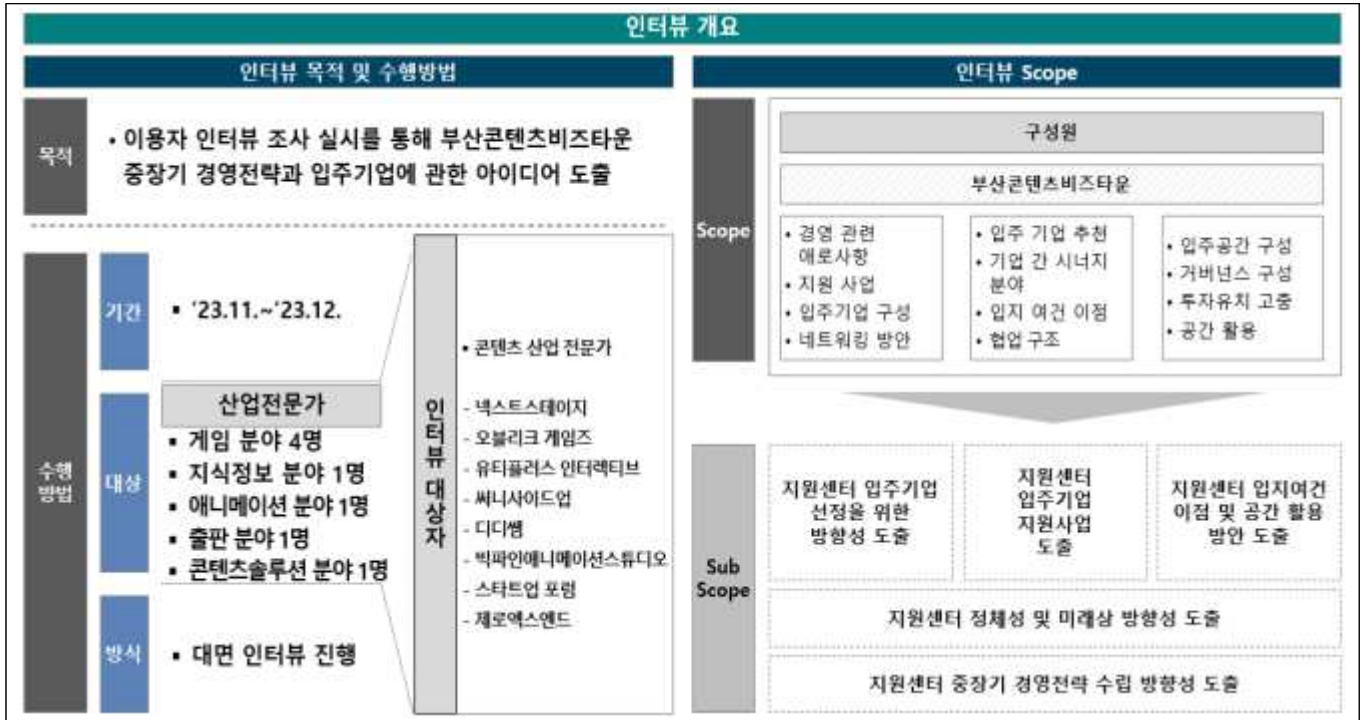 인터뷰 개요
인터뷰 목적 및 수행방법
목적
• 이용자 인터뷰 조사 실시를 통해 부산콘텐츠비즈타운
중장기 경영전략과 입주기업에 관한 아이디어 도출
수행
방법
기간
▪ '23.11.~'23.12.
대상
산업전문가
▪ 게임 분야 4명
▪ 지식정보 분야 1명
▪ 애니메이션 분야 1명
▪ 출판 분야 1명
▪ 콘텐츠솔루션 분야 1명
방식
▪ 대면 인터뷰 진행
인터뷰 대상자
• 콘텐츠 산업 전문가
- 넥스트스테이지
- 오블리크 게임즈
- 유티플러스 인터랙티브
- 써니사이드업
- 디디쌤
- 빅파인애니메이션스튜디오
- 스타트업 포럼
- 제로엑스엔드
인터뷰 Scope
Scope
구성원
부산콘텐츠비즈타운
• 경영 관련
애로사항
• 지원 사업
• 입주기업 구성
• 네트워킹 방안
• 입주 기업 추천
• 기업 간 시너지
분야
• 입지 여건 이점
• 협업 구조
• 입주공간 구성
• 거버넌스 구성
• 투자유치 고충
• 공간 활용
Sub
Scope
지원센터 입주기업
선정을 위한
방향성 도출
지원센터
입주기업
지원사업
도출
지원센터 입지여건
이점 및 공간 활용
방안 도출
지원센터 정체성 및 미래상 방향성 도출
지원센터 중장기 경영전략 수립 방향성 도출